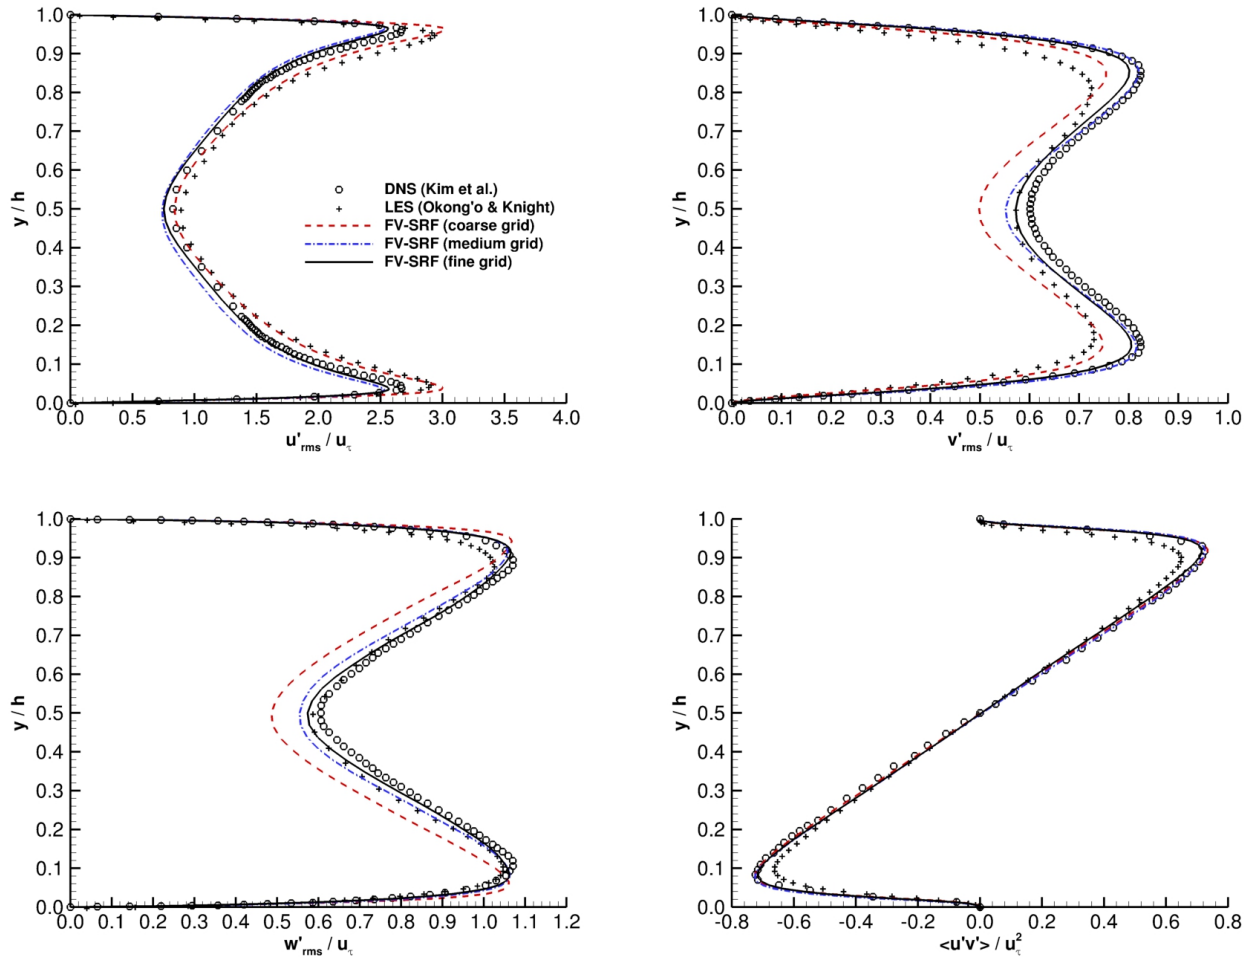 1.0
0.9
0.8
0.7
0.6
0.5
0.4
0.3
0.2
0.1
0.0
y / h
DNS (Kim et al.)
LES (Okong'o & Knight)
FV-SRF (coarse grid)
FV-SRF (medium grid)
FV-SRF (fine grid)
0.0 0.5 1.0 1.5 2.0 2.5 3.0 3.5 4.0
u'rms / uτ
1.0
0.9
0.8
0.7
0.6
0.5
0.4
0.3
0.2
0.1
0.0
y / h
0.0 0.1 0.2 0.3 0.4 0.5 0.6 0.7 0.8 0.9 1.0
v'rms / uτ
1.0
0.9
0.8
0.7
0.6
0.5
0.4
0.3
0.2
0.1
0.0
y / h
0.0 0.1 0.2 0.3 0.4 0.5 0.6 0.7 0.8 0.9 1.0 1.1 1.2
w'rms / uτ
1.0
0.9
0.8
0.7
0.6
0.5
0.4
0.3
0.2
0.1
0.0
y / h
-0.8 -0.6 -0.4 -0.2 0.0 0.2 0.4 0.6 0.8
<u'v'> / uτ²